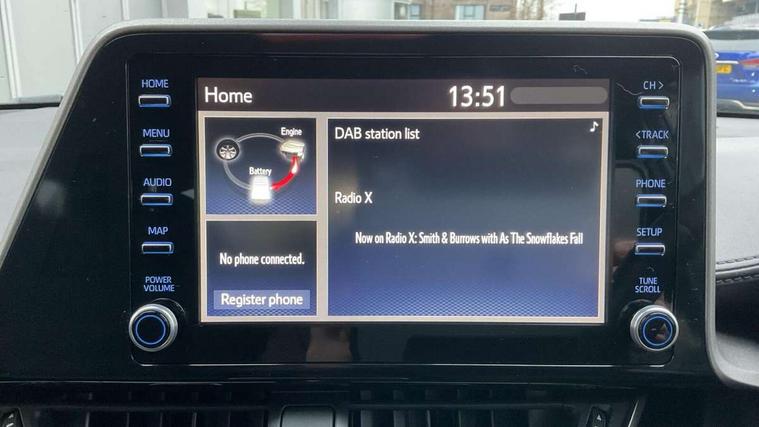 HOME
MENU
AUDIO
MAP
POWER
VOLUME
Home
13:51
Engine
Battery
No phone connected.
Register phone
DAB station list
Radio X
Now on Radio X: Smith & Burrows with As The Snowflakes Fall
CH >
< TRACK
PHONE
SETUP
TUNE
SCROLL